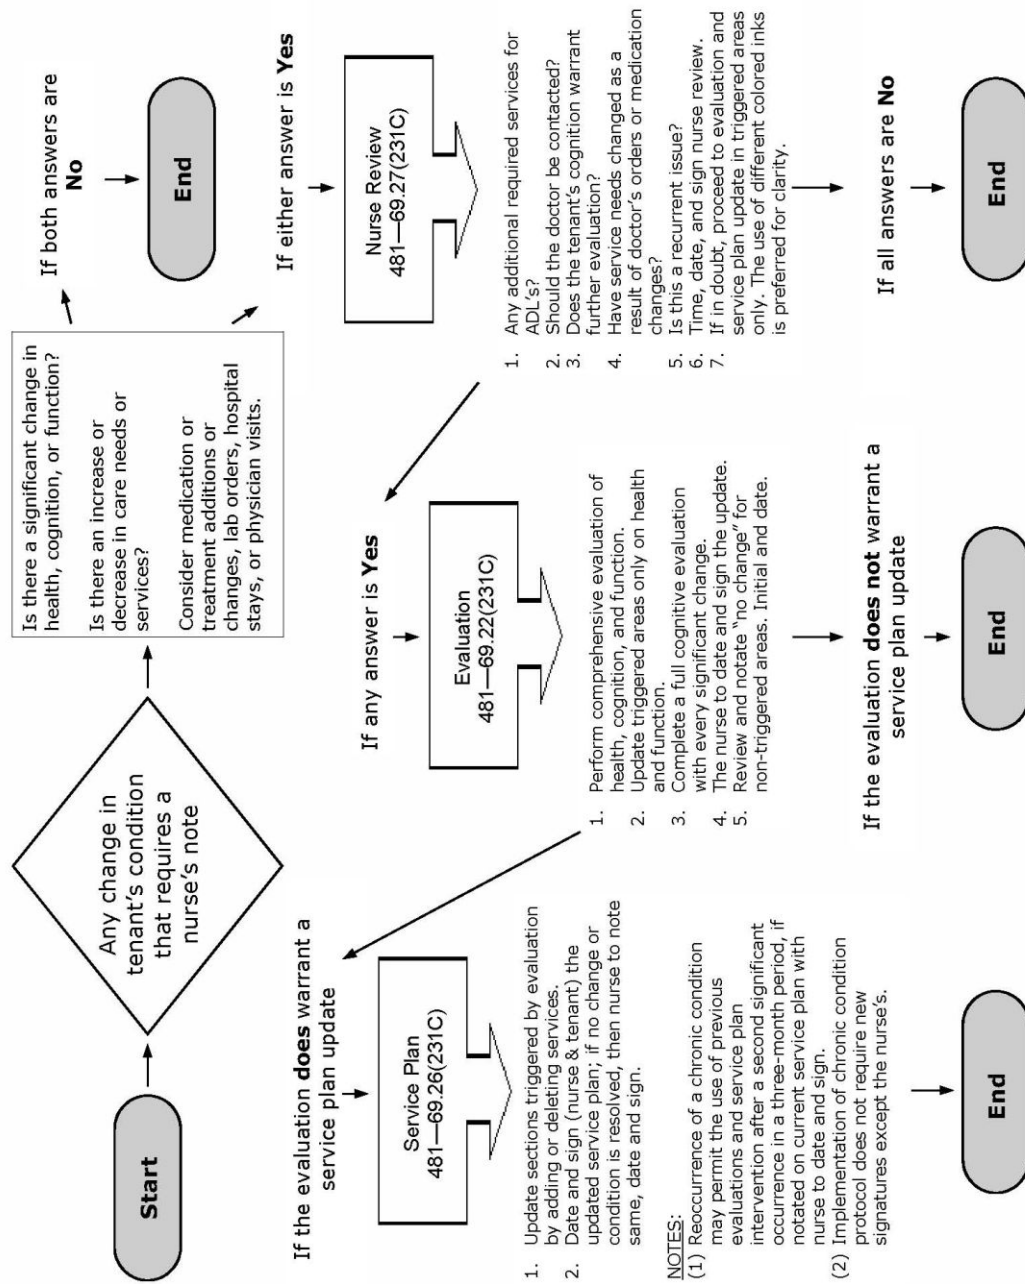 Start
Any change in
tenant's condition
that requires a
nurse's note
Is there a significant change in
health, cognition, or function?
Is there an increase or
decrease in care needs or
services?
Consider medication or
treatment additions or
changes, lab orders, hospital
stays, or physician visits.
If both answers are
No
End
If either answer is Yes
Nurse Review
481—69.27(231C)
1. Any additional required services for
ADL's?
2. Should the doctor be contacted?
3. Does the tenant's cognition warrant
further evaluation?
4. Have service needs changed as a
result of doctor's orders or medication
changes?
5. Is this a recurrent issue?
6. Time, date, and sign nurse review.
7. If in doubt, proceed to evaluation and
service plan update in triggered areas
only. The use of different colored inks
is preferred for clarity.
If all answers are No
End
If any answer is Yes
Evaluation
481—69.22(231C)
1. Perform comprehensive evaluation of
health, cognition, and function.
2. Update triggered areas only on health
and function.
3. Complete a full cognitive evaluation
with every significant change.
4. The nurse to date and sign the update.
5. Review and notate "no change" for
non-triggered areas. Initial and date.
If the evaluation does not warrant a
service plan update
End
If the evaluation does warrant a
service plan update
Service Plan
481—69.26(231C)
1. Update sections triggered by evaluation
by adding or deleting services.
2. Date and sign (nurse & tenant) the
updated service plan; if no change or
condition is resolved, then nurse to note
same, date and sign.
NOTES:
(1) Reoccurrence of a chronic condition
may permit the use of previous
evaluations and service plan
intervention after a second significant
occurrence in a three-month period, if
notated on current service plan with
nurse to date and sign.
(2) Implementation of chronic condition
protocol does not require new
signatures except the nurse's.
End